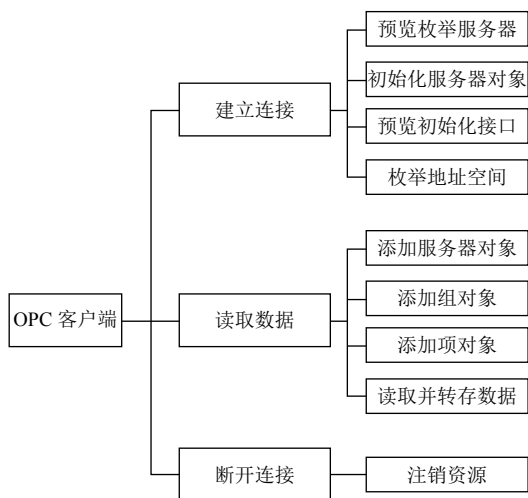 预览枚举服务器
初始化服务器对象
建立连接
预览初始化接口
枚举地址空间
添加服务器对象
添加组对象
OPC 客户端
读取数据
添加项对象
读取并转存数据
断开连接
注销资源